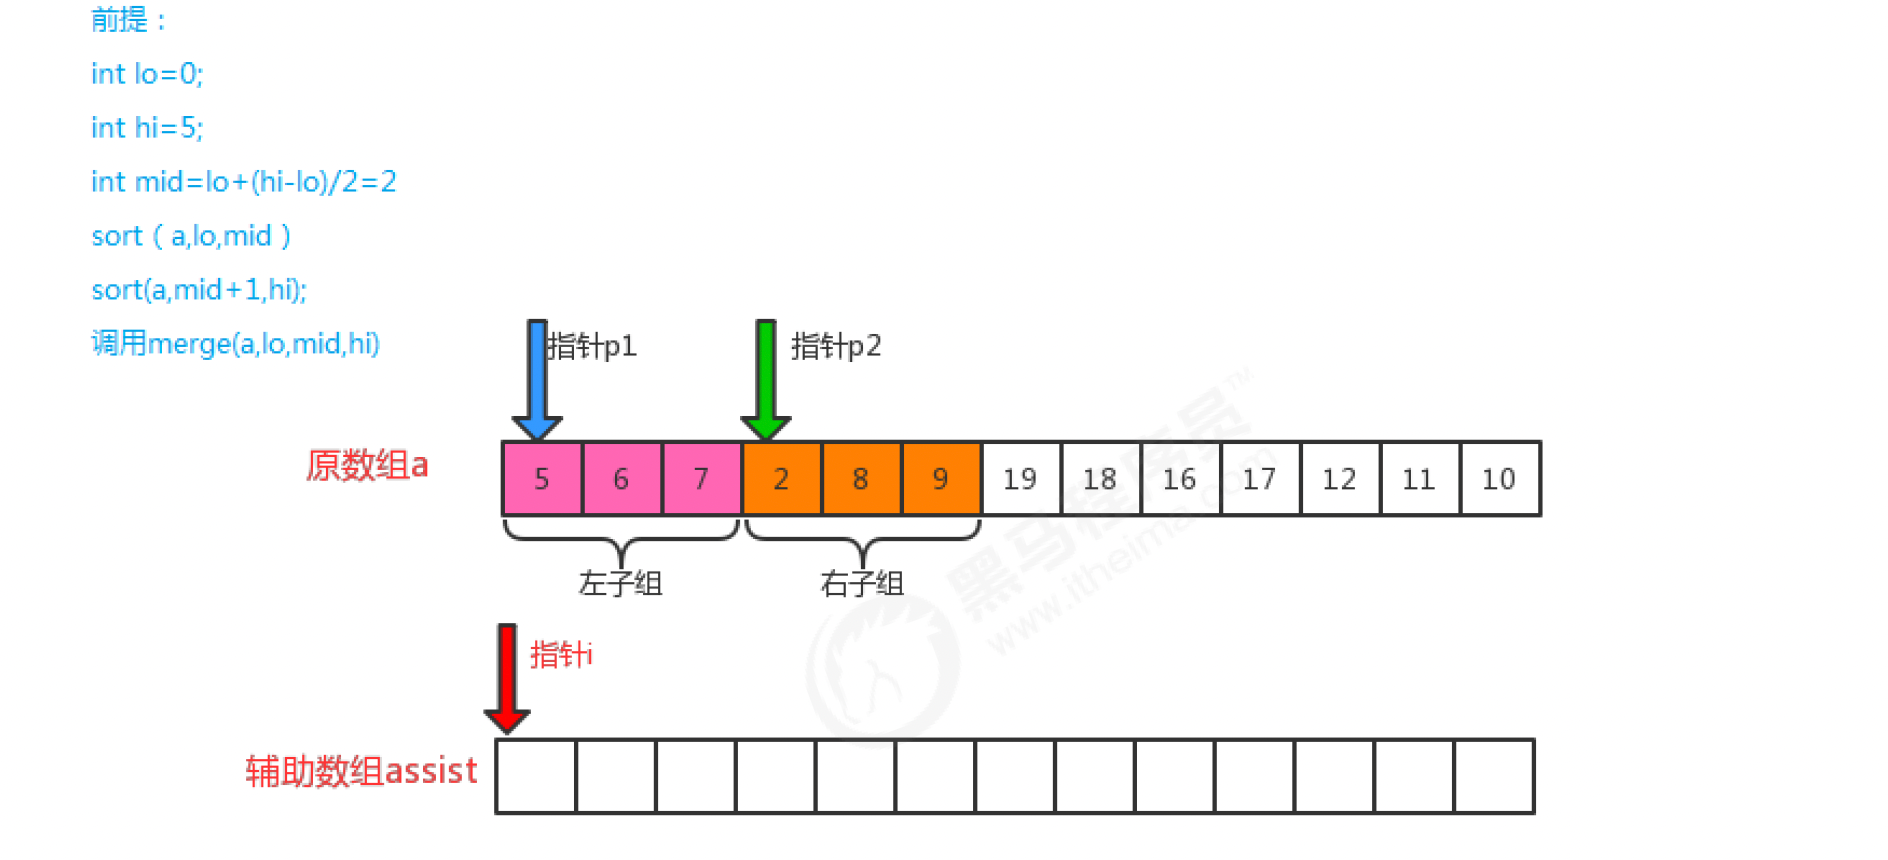 前提：
int lo=0;
int hi=5;
int mid=lo+(hi-lo)/2=2
sort（a,lo,mid）
sort(a,mid+1,hi);
调用merge(a,lo,mid,hi)
指针p1 指针p2
原数组a 5 6 7 2 8 9 19 18 16 17 12 11 10
左子组 右子组
指针i
辅助数组assist
黑马程序员™
www.itheima.com